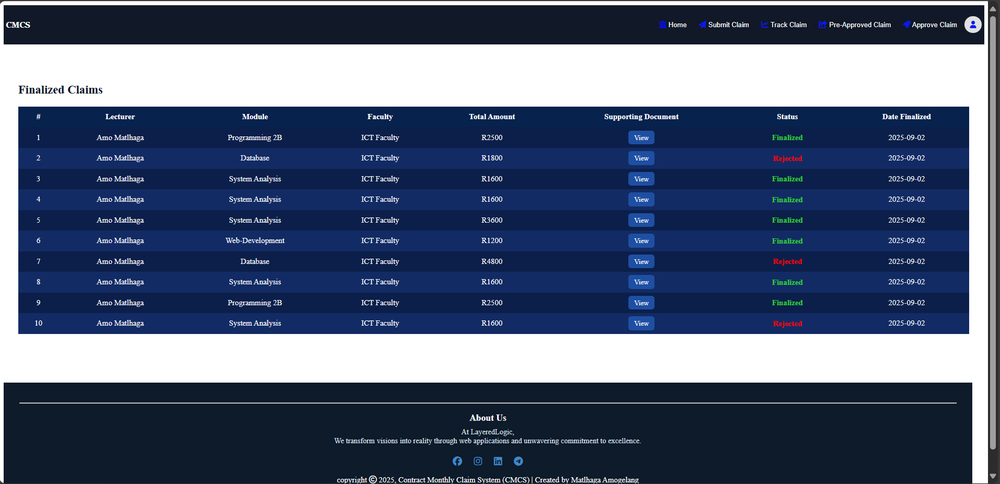 CMCS Home Submit Claim Track Claim Pre-Approved Claim Approve Claim
Finalized Claims
# Lecturer Module Faculty Total Amount Supporting Document Status Date Finalized
1 Amo Matlhaga Programming 2B ICT Faculty R2500 View Finalized 2025-09-02
2 Amo Matlhaga Database ICT Faculty R1800 View Rejected 2025-09-02
3 Amo Matlhaga System Analysis ICT Faculty R1600 View Finalized 2025-09-02
4 Amo Matlhaga System Analysis ICT Faculty R1600 View Finalized 2025-09-02
5 Amo Matlhaga System Analysis ICT Faculty R3600 View Finalized 2025-09-02
6 Amo Matlhaga Web-Development ICT Faculty R1200 View Finalized 2025-09-02
7 Amo Matlhaga Database ICT Faculty R4800 View Rejected 2025-09-02
8 Amo Matlhaga System Analysis ICT Faculty R1600 View Finalized 2025-09-02
9 Amo Matlhaga Programming 2B ICT Faculty R2500 View Finalized 2025-09-02
10 Amo Matlhaga System Analysis ICT Faculty R1600 View Rejected 2025-09-02
About Us
At LayeredLogic,
We transform visions into reality through web applications and unwavering commitment to excellence.
copyright © 2025, Contract Monthly Claim System (CMCS) | Created by Matlhaga Amogelang